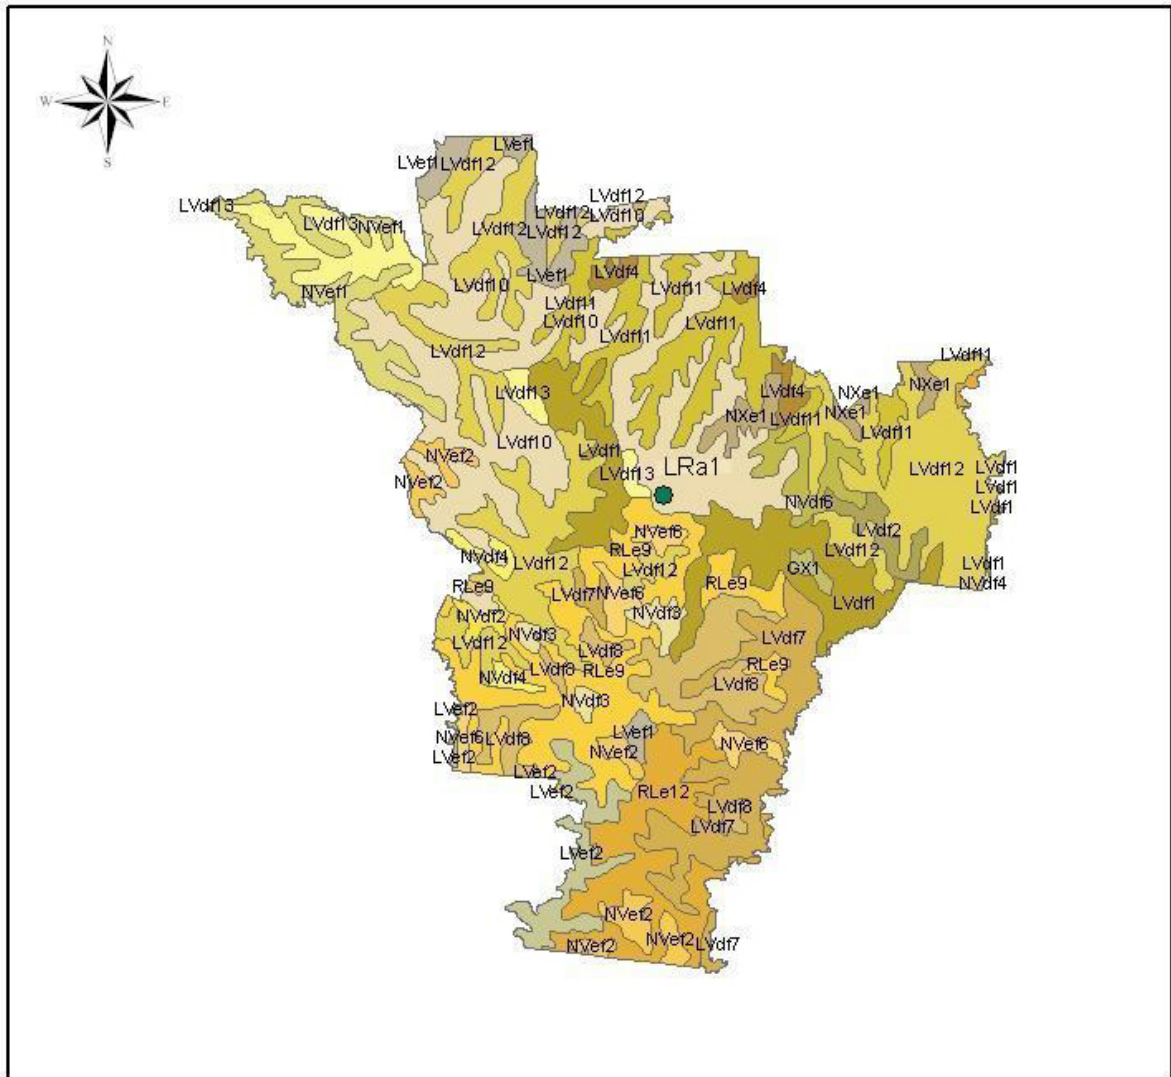 N
W E
S
LVef1
LVef1 LVdf12
LVdf13
LVdf12
LVdf13 NVef1
LVdf12
LVdf10
LVdf12
LVdf12
NVef1
LVdf10
LVef1
LVdf4
LVdf11
LVdf4
LVdf11
LVdf10
LVdf11
LVdf11
LVdf12
LVdf11
LVdf13
NXe1
LVdf4
LVdf11
NXe1
NXe1
NXe1
LVdf11
LVdf10
NVef2
NVef2
LVdf1
LVdf13
LRa1
LVdf12
LVdf1
LVdf1
LVdf1
NVdf6
LVdf2
NVef6
RLe9
LVdf12
NVdf4
LVdf12
LVdf12
GX1
LVdf1
NVdf4
RLe9
LVdf7
NVef6
RLe9
LVdf1
NVdf2
NVdf3
NVdf3
LVdf7
LVdf12
LVdf8
RLe9
LVdf8
RLe9
NVdf4
LVdf8
NVdf3
LVef2
LVef1
NVef6
LVdf8
NVef2
NVef6
LVef2
LVef2
LVef2
RLe12
LVdf8
LVdf7
LVef2
NVef2
NVef2
NVef2
LVdf7